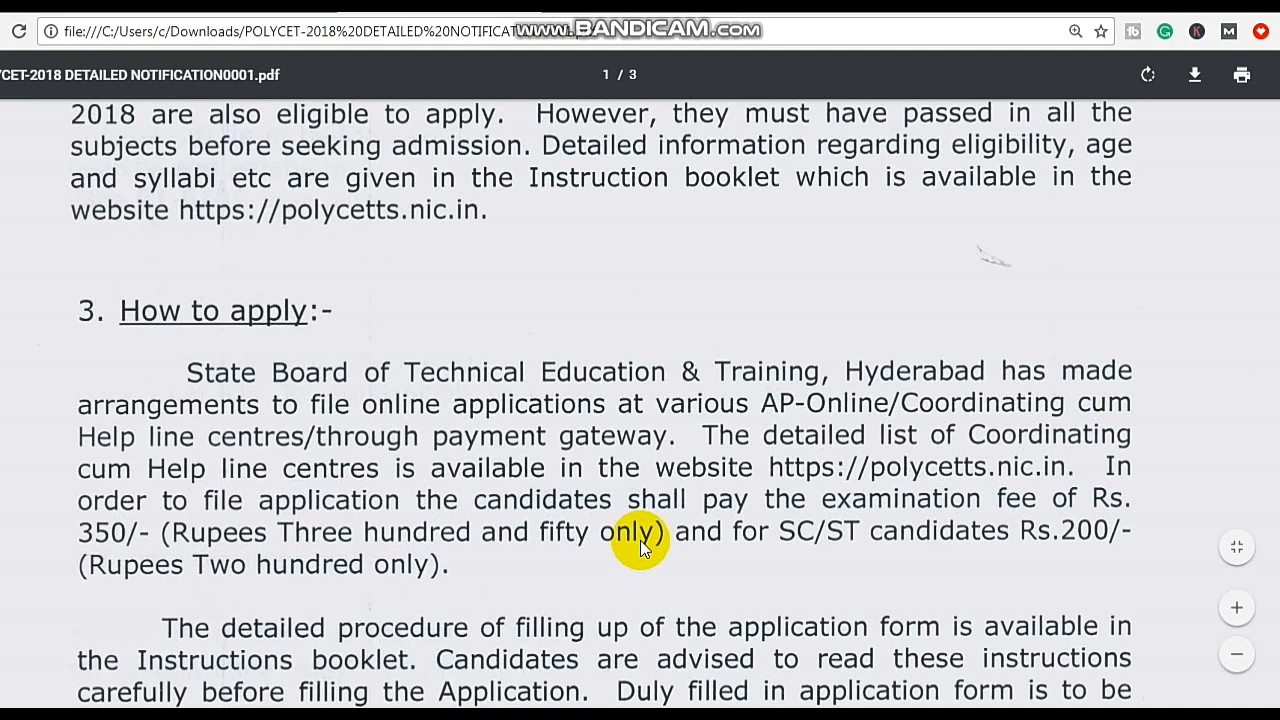 file:///C:/Users/c/Downloads/POLYCET-2018%20DETAILED%20NOTIFICAT
www.BANDICAM.com
CET-2018 DETAILED NOTIFICATION0001.pdf
1 / 3
2018 are also eligible to apply. However, they must have passed in all the
subjects before seeking admission. Detailed information regarding eligibility, age
and syllabi etc are given in the Instruction booklet which is available in the
website https://polycetts.nic.in.
3. How to apply:-
State Board of Technical Education & Training, Hyderabad has made
arrangements to file online applications at various AP-Online/Coordinating cum
Help line centres/through payment gateway. The detailed list of Coordinating
cum Help line centres is available in the website https://polycetts.nic.in. In
order to file application the candidates shall pay the examination fee of Rs.
350/- (Rupees Three hundred and fifty only) and for SC/ST candidates Rs.200/-
(Rupees Two hundred only).
The detailed procedure of filling up of the application form is available in
the Instructions booklet. Candidates are advised to read these instructions
carefully before filling the Application. Duly filled in application form is to be